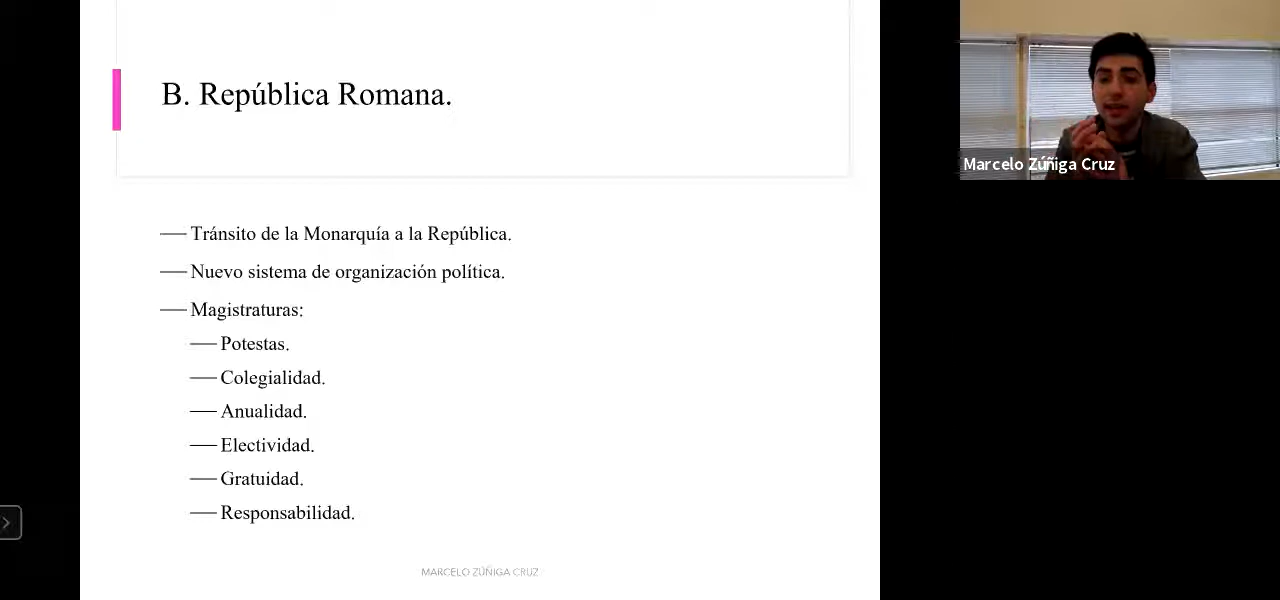 B. República Romana.
Marcelo Zúñiga Cruz
Tránsito de la Monarquía a la República.
Nuevo sistema de organización política.
Magistraturas:
Potestas.
Colegialidad.
Anualidad.
Electividad.
Gratuidad.
Responsabilidad.
MARCELO ZÚÑIGA CRUZ